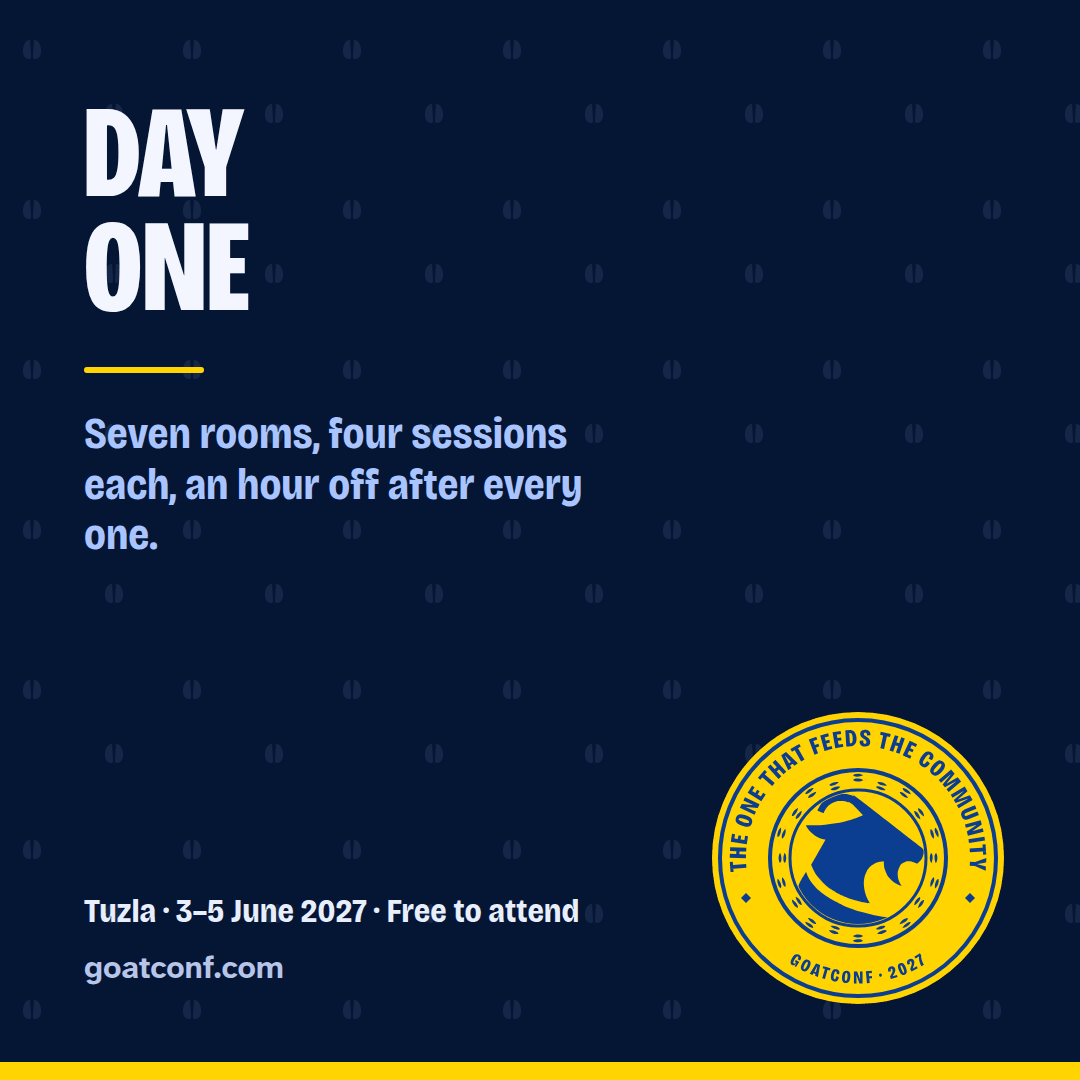 DAY
ONE
Seven rooms, four sessions
each, an hour off after every
one.
THE ONE THAT FEEDS THE COMMUNITY
GOATCONF · 2027
Tuzla · 3–5 June 2027 · Free to attend
goatconf.com